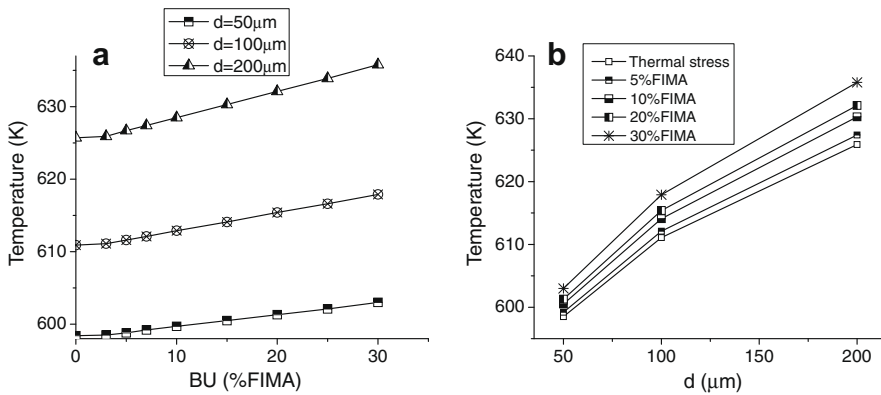 a
d=50μm
d=100μm
d=200μm
Temperature (K)
630
620
610
600
0
10
20
30
BU (%FIMA)
b
Thermal stress
5%FIMA
10%FIMA
20%FIMA
30%FIMA
Temperature (K)
640
630
620
610
600
50
100
150
200
d (μm)